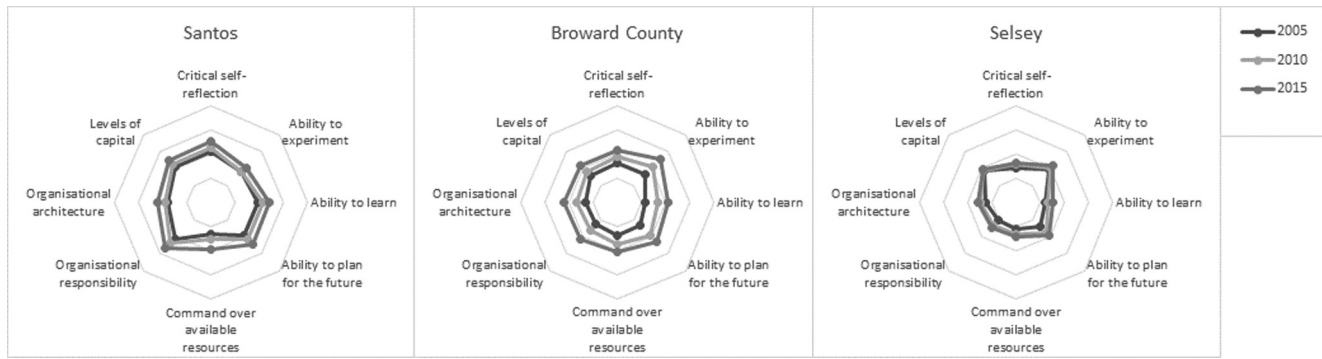 Santos
Critical self-
reflection
Ability to
experiment
Ability to learn
Ability to plan
for the future
Command over
available
resources
Organisational
responsibility
Organisational
architecture
Levels of
capital
Broward County
Critical self-
reflection
Ability to
experiment
Ability to learn
Ability to plan
for the future
Command over
available
resources
Organisational
responsibility
Organisational
architecture
Levels of
capital
Selsey
Critical self-
reflection
Ability to
experiment
Ability to learn
Ability to plan
for the future
Command over
available
resources
Organisational
responsibility
Organisational
architecture
Levels of
capital
2005
2010
2015